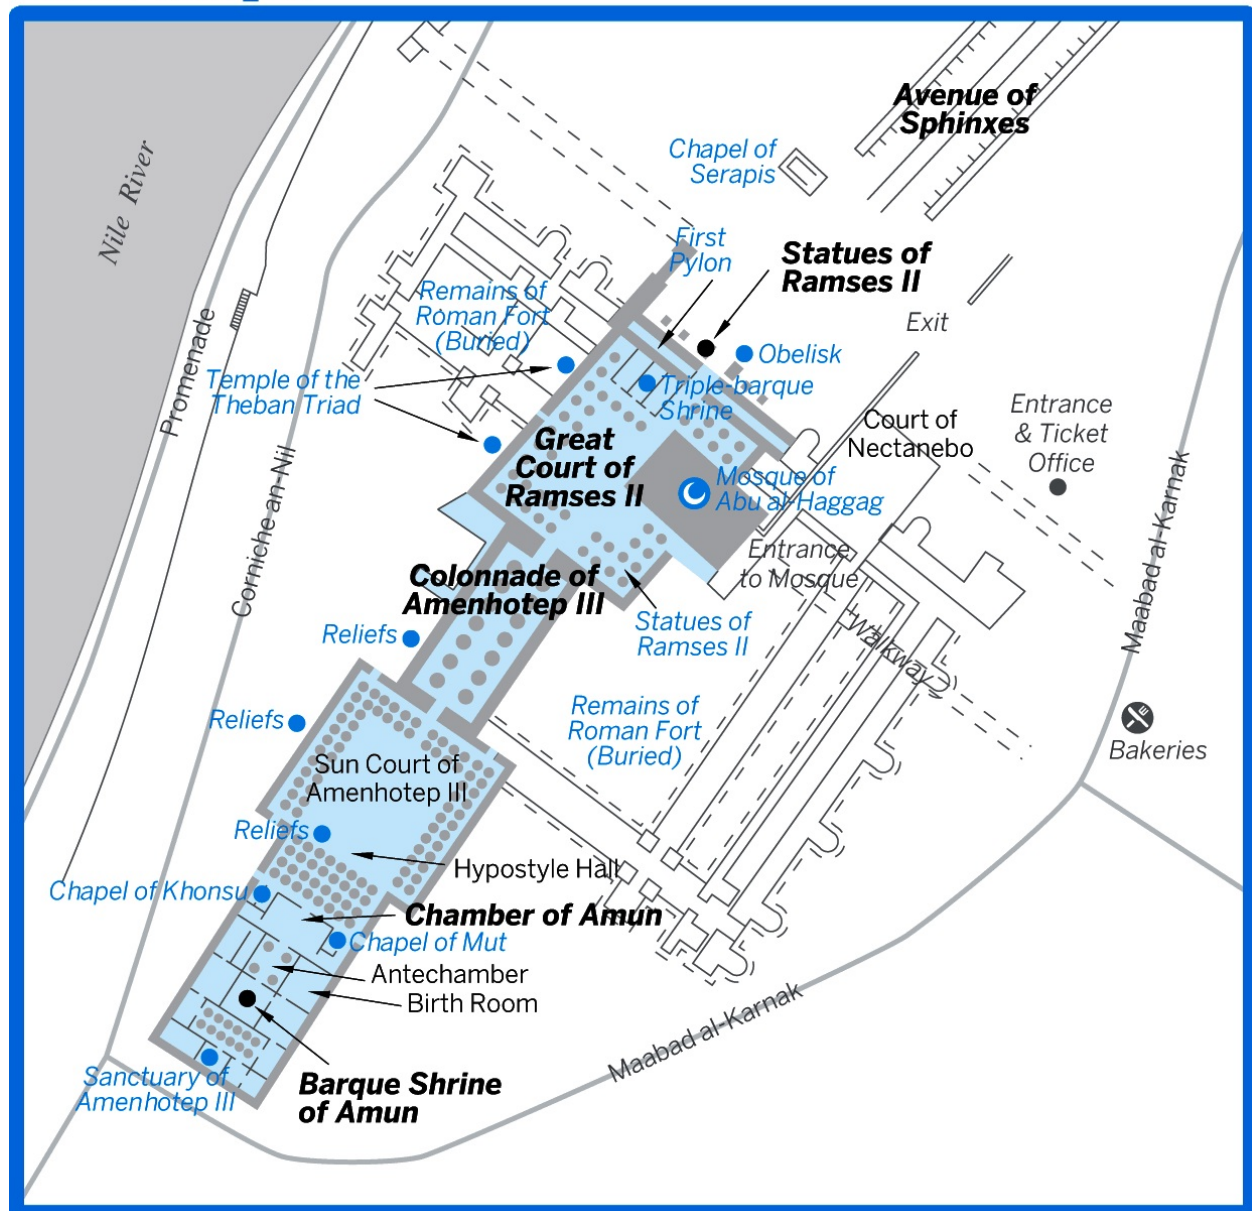 Avenue of
Sphinxes
Chapel of
Serapis
Nile River
First
Pylon
Statues of
Ramses II
Remains of
Roman Fort
(Buried)
Exit
Obelisk
Promenade
Temple of the
Theban Triad
Triple-barque
Shrine
Court of
Nectanebo
Entrance
& Ticket
Office
Great
Court of
Ramses II
Mosque of
Abu al-Haggag
Corniche an-Nil
Maabad al-Karnak
Entrance
to Mosque
Colonnade of
Amenhotep III
Reliefs
Statues of
Ramses II
Walkway
Reliefs
Remains of
Roman Fort
(Buried)
Bakeries
Sun Court of
Amenhotep III
Reliefs
Hypostyle Hall
Chapel of Khonsu
Chamber of Amun
Chapel of Mut
Antechamber
Birth Room
Maabad al-Karnak
Sanctuary of
Amenhotep III
Barque Shrine
of Amun